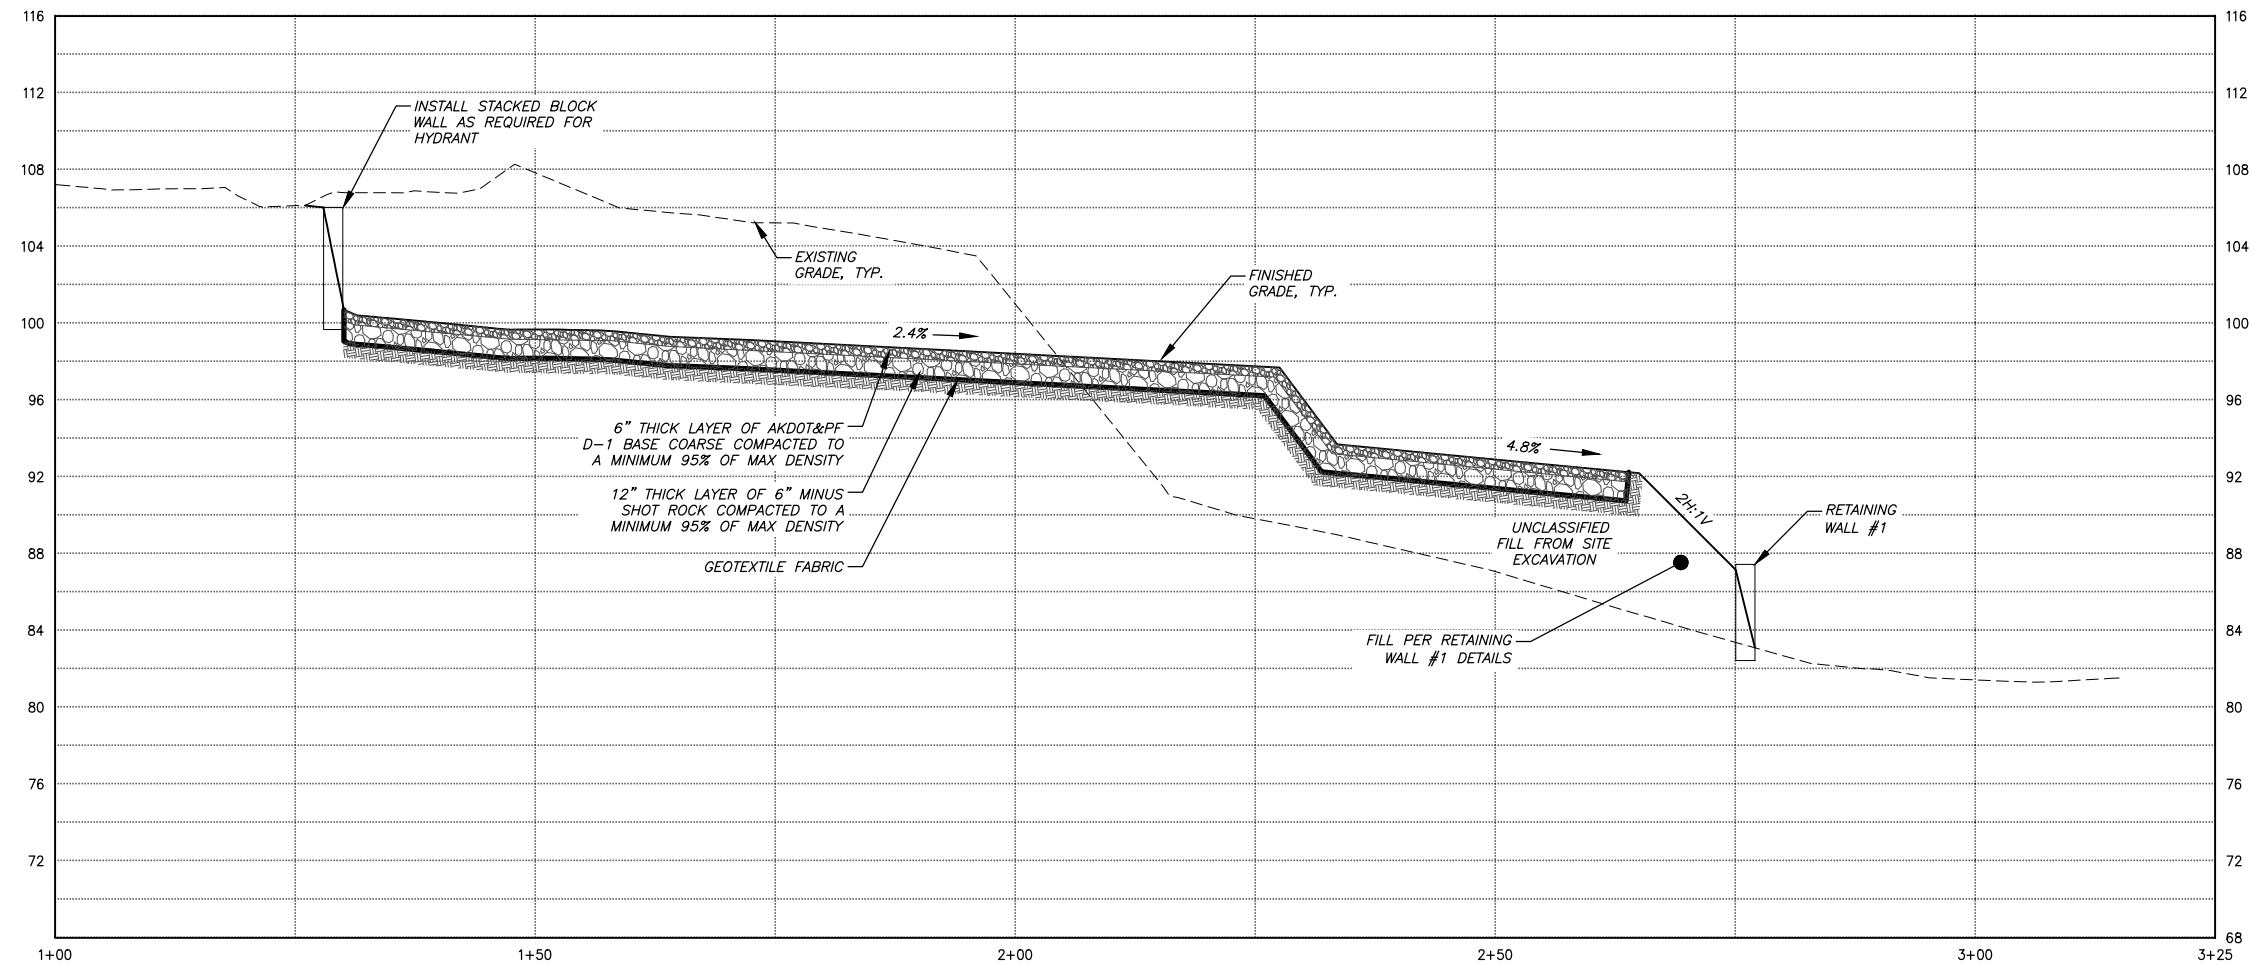 116
116
112
112
108
108
104
104
100
100
96
96
92
92
88
88
84
84
80
80
76
76
72
72
68
INSTALL STACKED BLOCK
WALL AS REQUIRED FOR
HYDRANT
EXISTING
GRADE, TYP.
FINISHED
GRADE, TYP.
2.4%
6" THICK LAYER OF AKDOT&PF
D-1 BASE COARSE COMPACTED TO
A MINIMUM 95% OF MAX DENSITY
12" THICK LAYER OF 6" MINUS
SHOT ROCK COMPACTED TO A
MINIMUM 95% OF MAX DENSITY
GEOTEXTILE FABRIC
4.8%
2H:1V
UNCLASSIFIED
FILL FROM SITE
EXCAVATION
RETAINING
WALL #1
FILL PER RETAINING
WALL #1 DETAILS
1+00
1+50
2+00
2+50
3+00
3+25